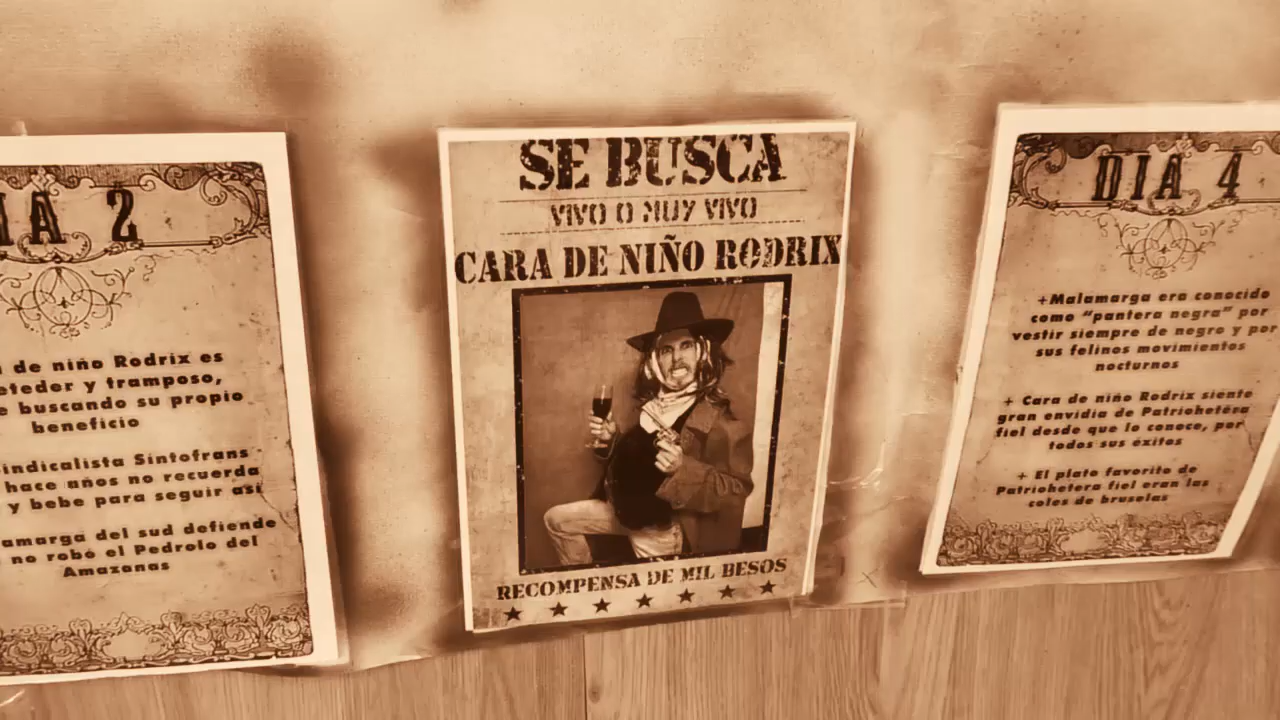 IA 2
de niño Rodrix es
eteder y tramposo,
e buscando su propio
beneficio
indicalista Sintofrans
hace años no recuerda
y bebe para seguir así
amarga del sud defiende
no robó el Pedrolo del
Amazonas
SE BUSCA
VIVO O MUY VIVO
CARA DE NIÑO RODRIX
RECOMPENSA DE MIL BESOS
DIA 4
+Malamarga era conocido
como "pantera negra" por
vestir siempre de negro y por
sus felinos movimientos
nocturnos
+ Cara de niño Rodrix siente
gran envidia de Patriohetera
fiel desde que lo conoce, por
todos sus éxitos
+ El plato favorito de
Patriohetera fiel eran las
coles de bruselas